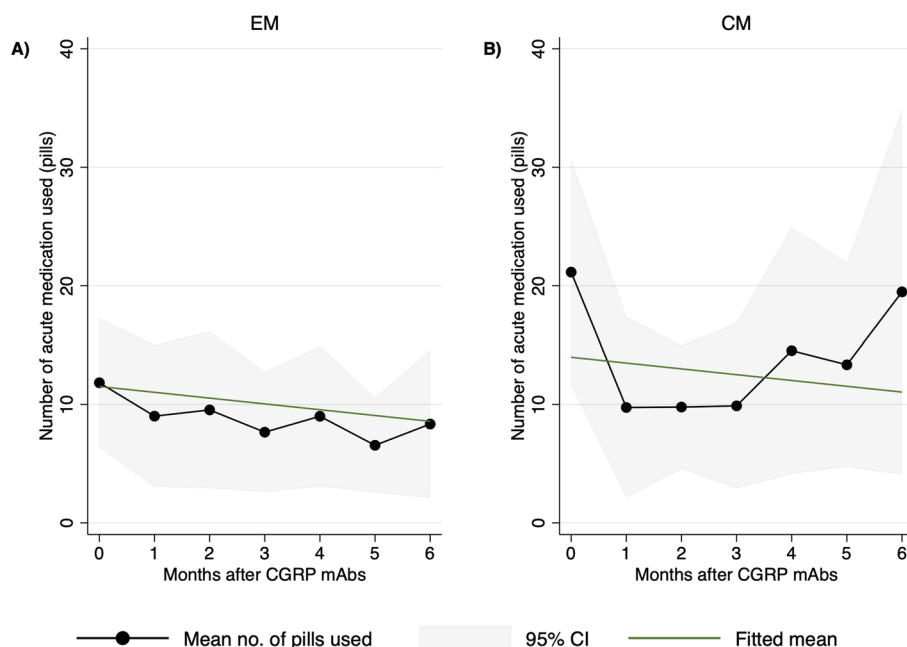 EM
A)
40
30
20
10
0
Number of acute medication used (pills)
0 1 2 3 4 5 6
Months after CGRP mAbs
CM
B)
40
30
20
10
0
Number of acute medication used (pills)
0 1 2 3 4 5 6
Months after CGRP mAbs
Mean no. of pills used 95% CI Fitted mean